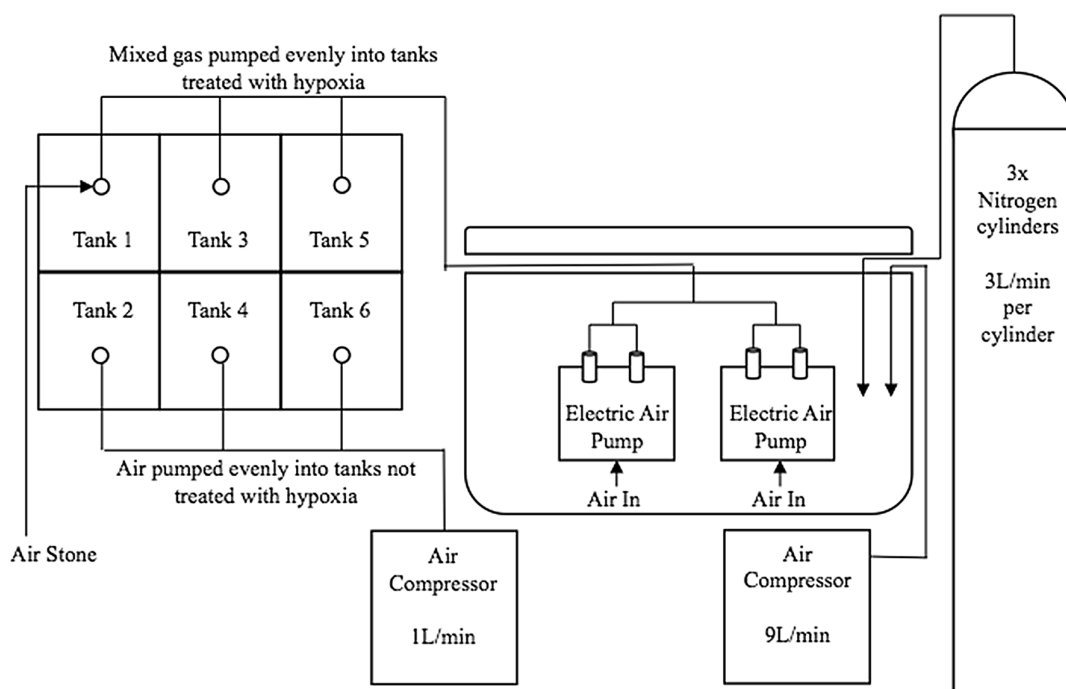 Mixed gas pumped evenly into tanks
treated with hypoxia
Tank 1
Tank 3
Tank 5
Tank 2
Tank 4
Tank 6
Air pumped evenly into tanks not
treated with hypoxia
Air Stone
Air
Compressor
1L/min
Electric Air
Pump
Air In
Electric Air
Pump
Air In
Air
Compressor
9L/min
3x
Nitrogen
cylinders
3L/min
per
cylinder